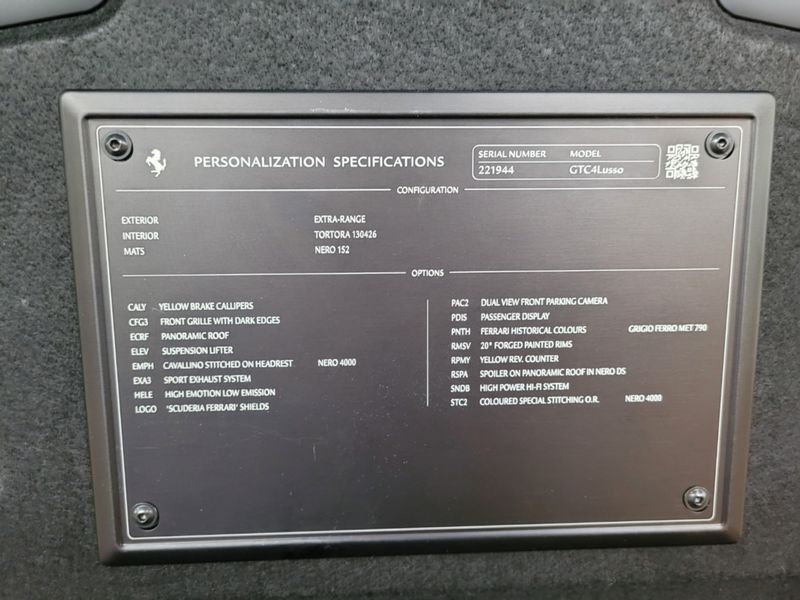 PERSONALIZATION SPECIFICATIONS
SERIAL NUMBER MODEL
221944 GTC4Lusso
CONFIGURATION
EXTERIOR EXTRA-RANGE
INTERIOR TORTORA 130426
MATS NERO 152
OPTIONS
CALY YELLOW BRAKE CALLIPERS
CFG3 FRONT GRILLE WITH DARK EDGES
ECRF PANORAMIC ROOF
ELEV SUSPENSION LIFTER
EMPH CAVALLINO STITCHED ON HEADREST NERO 4000
EXA3 SPORT EXHAUST SYSTEM
HELE HIGH EMOTION LOW EMISSION
LOGO 'SCUDERIA FERRARI' SHIELDS
PAC2 DUAL VIEW FRONT PARKING CAMERA
PDIS PASSENGER DISPLAY
PNTH FERRARI HISTORICAL COLOURS GRIGIO FERRO MET 790
RMSV 20" FORGED PAINTED RIMS
RPMY YELLOW REV. COUNTER
RSPA SPOILER ON PANORAMIC ROOF IN NERO DS
SNDB HIGH POWER HI-FI SYSTEM
STC2 COLOURED SPECIAL STITCHING O.R. NERO 4000